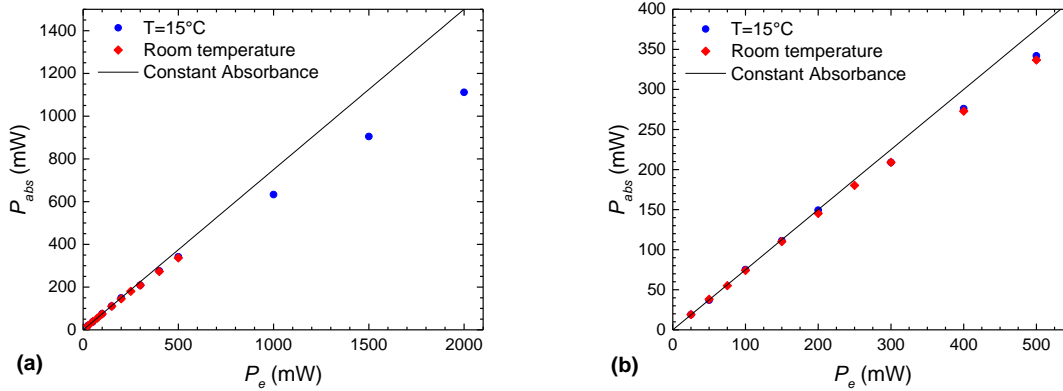 1400
1200
1000
800
600
400
200
0
P_abs (mW)
T=15°C
Room temperature
Constant Absorbance
0 500 1000 1500 2000
P_e (mW)
(a)
400
350
300
250
200
150
100
50
0
P_abs (mW)
T=15°C
Room temperature
Constant Absorbance
0 100 200 300 400 500
P_e (mW)
(b)